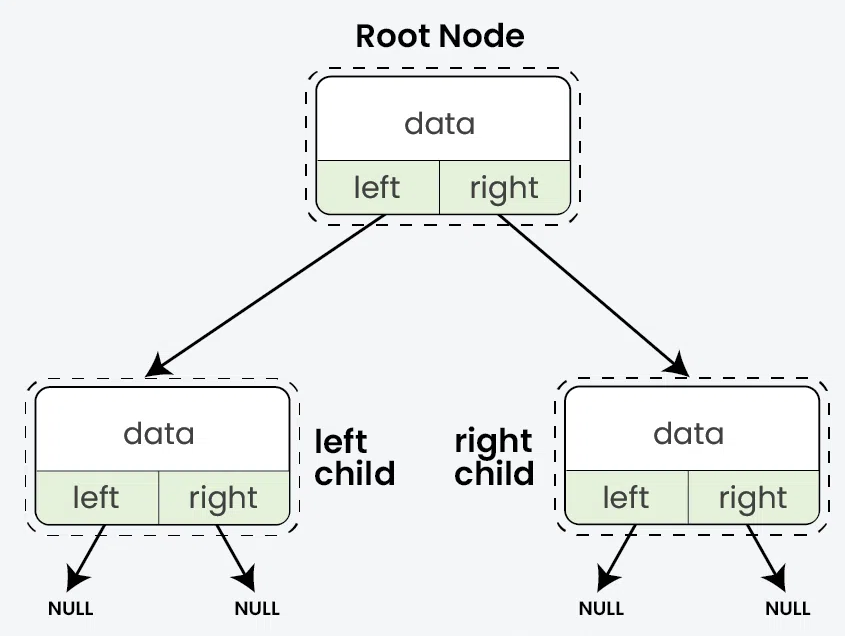 Root Node
data
left right
data
left right
left
child
right
child
data
left right
NULL NULL NULL NULL